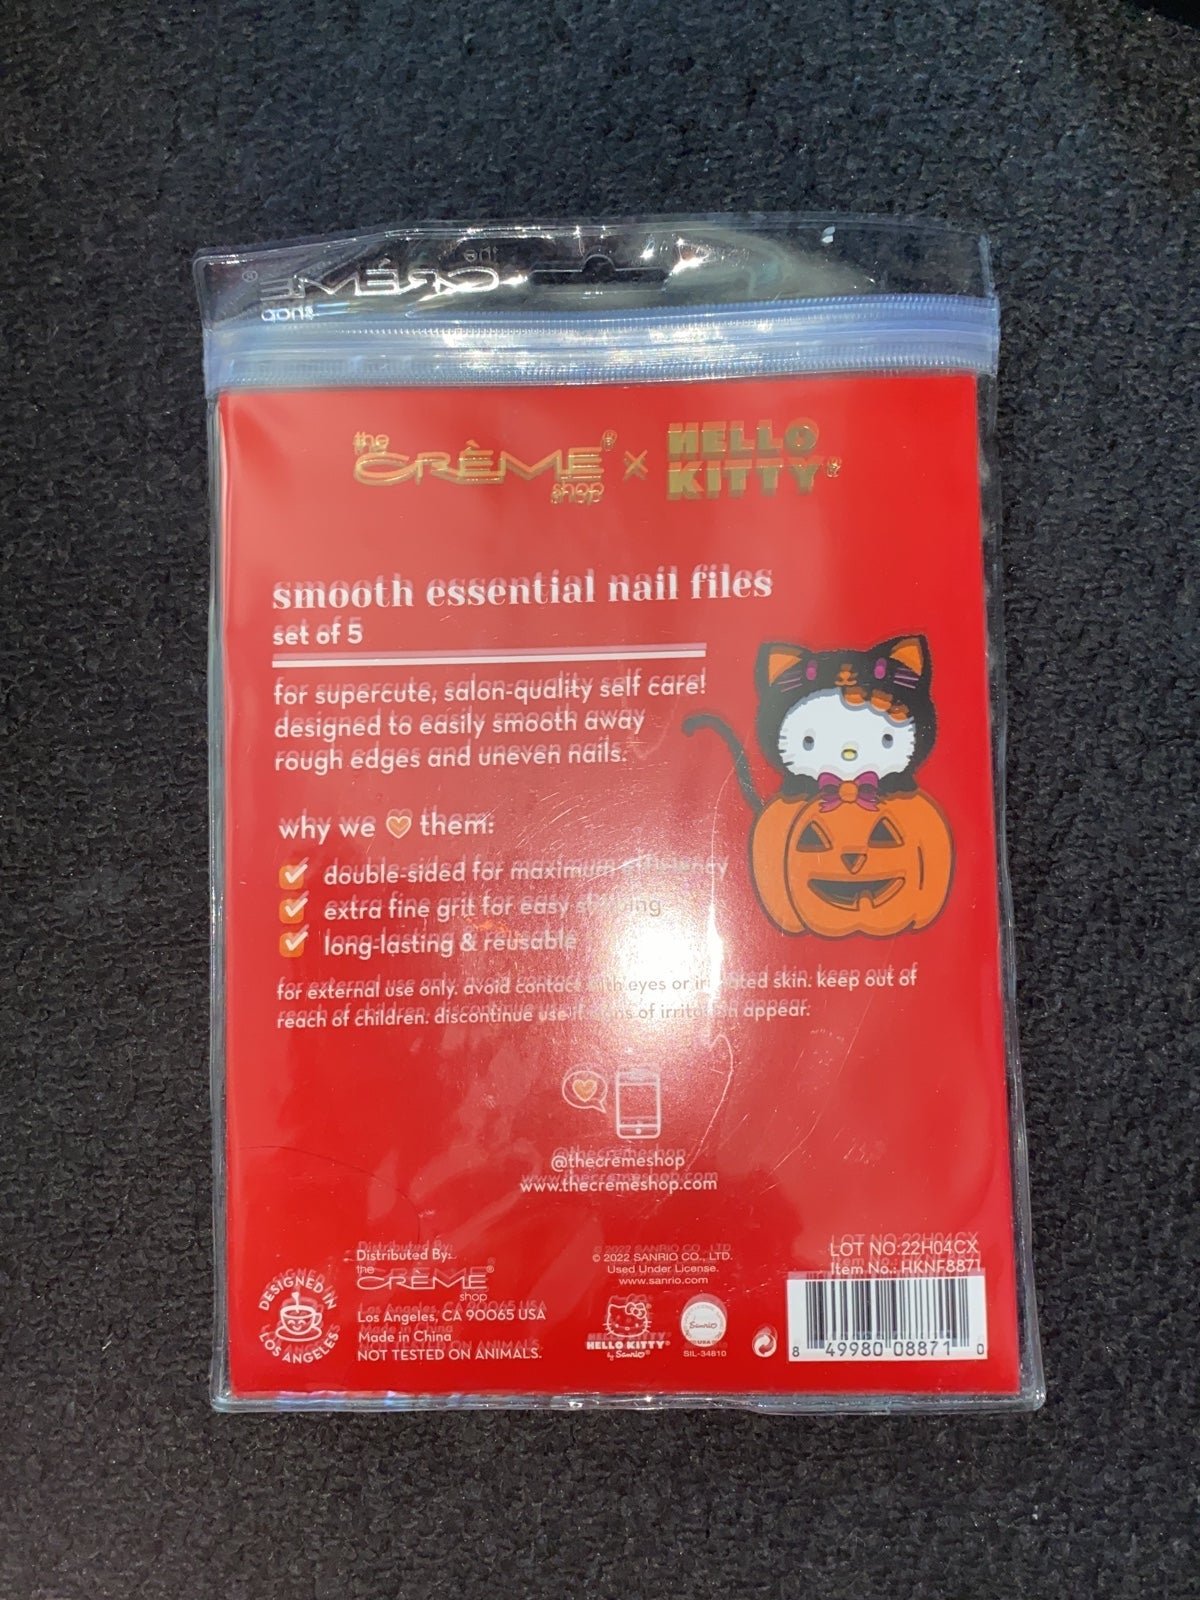 the
CRÈME®
shop
x
HELLO
KITTY®
smooth essential nail files
set of 5
for supercute, salon-quality self care!
designed to easily smooth away
rough edges and uneven nails.
why we them:
double-sided for maximum efficiency
extra fine grit for easy shaping
long-lasting & reusable
for external use only. avoid contact with eyes or irritated skin. keep out of
reach of children. discontinue use if signs of irritation appear.
@thecremeshop
www.thecremeshop.com
DESIGNED IN
LOS ANGELES
Distributed By:
the
CRÈME®
shop
Los Angeles, CA 90065 USA
Made in China
NOT TESTED ON ANIMALS.
© 2022 SANRIO CO., LTD.
Used Under License.
www.sanrio.com
HELLO KITTY®
by Sanrio®
Sanrio
USA
SIL-34810
LOT NO:22H04CX
Item No.: HKNF8871
8 49980 08871 0